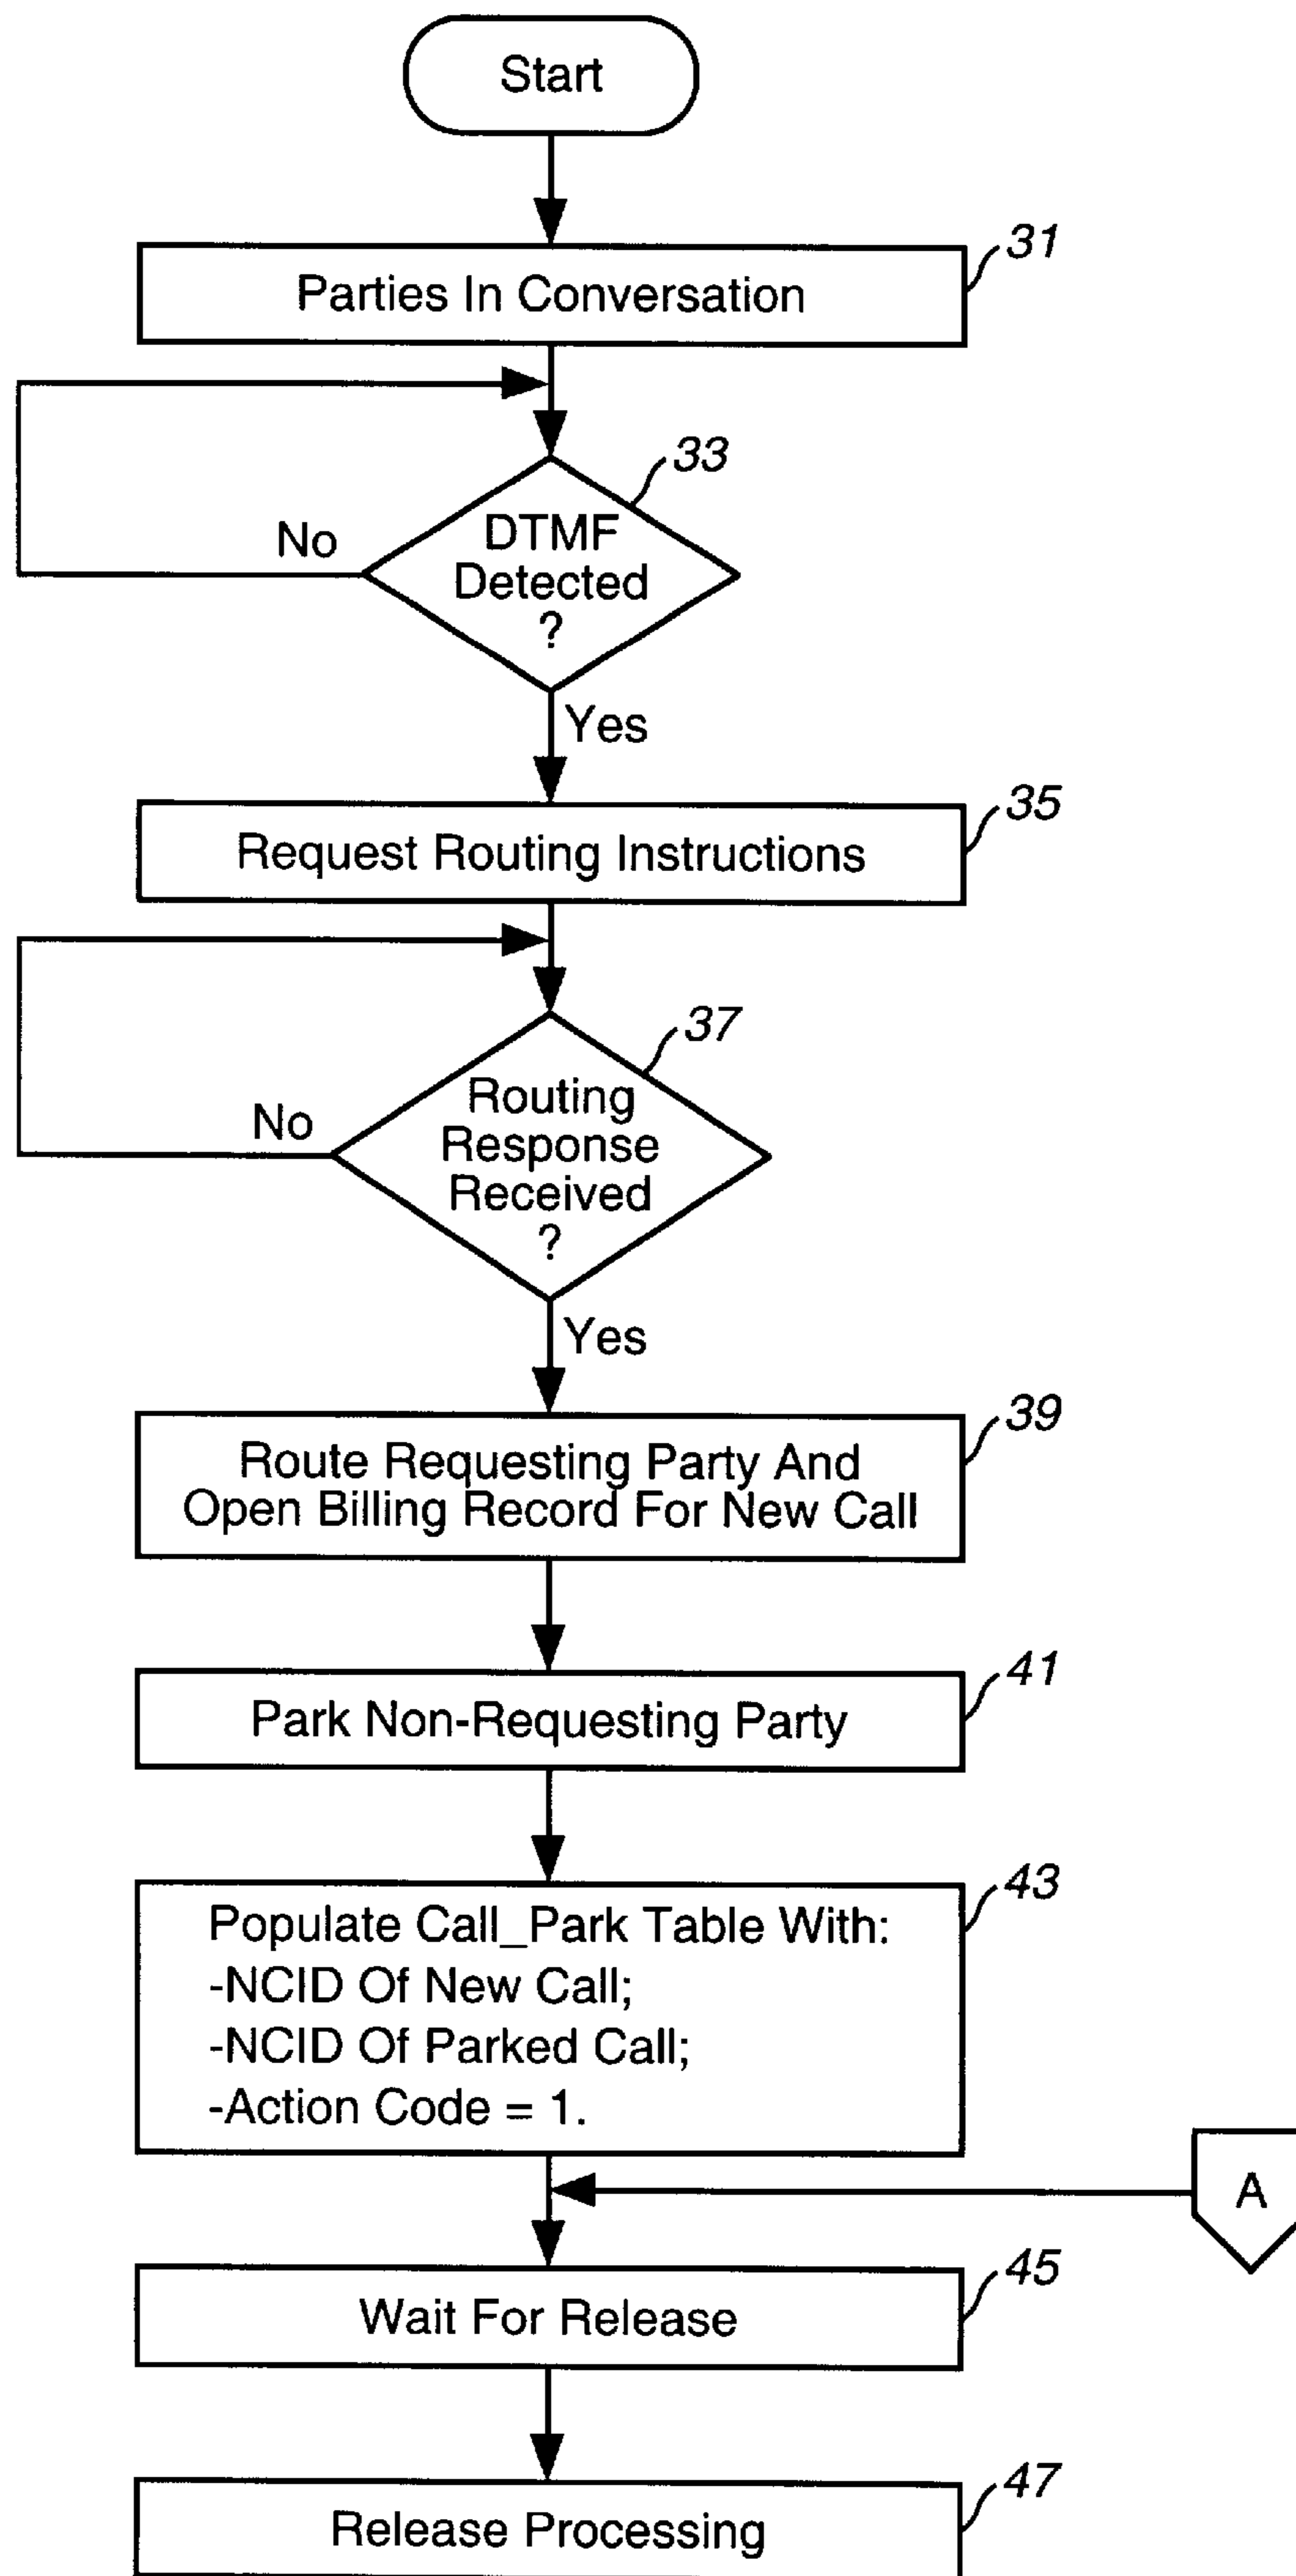 Start
31
Parties In Conversation
33
DTMF
Detected
?
No
Yes
35
Request Routing Instructions
37
Routing
Response
Received
?
No
Yes
39
Route Requesting Party And
Open Billing Record For New Call
41
Park Non-Requesting Party
43
Populate Call_Park Table With:
-NCID Of New Call;
-NCID Of Parked Call;
-Action Code = 1.
A
45
Wait For Release
47
Release Processing